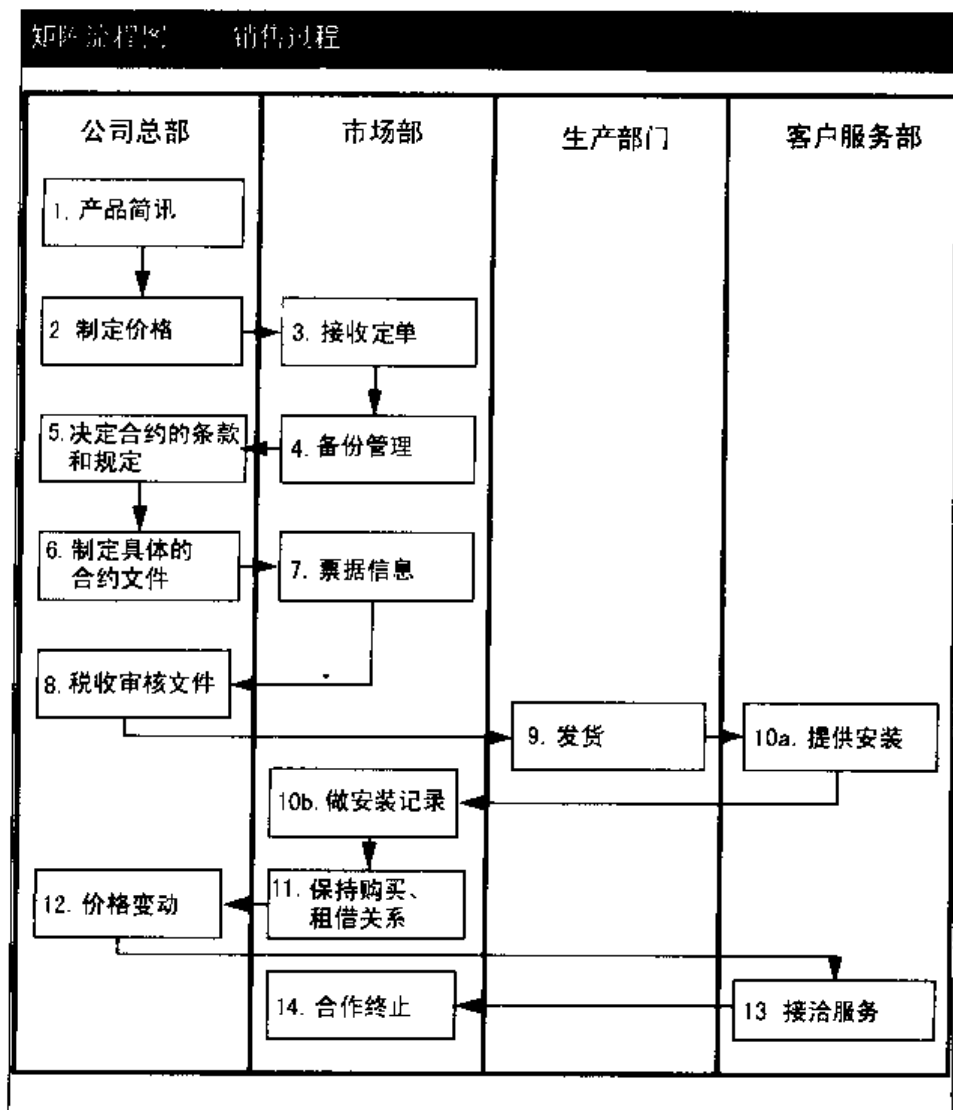 矩阵流程图 销售过程
公司总部 市场部 生产部门 客户服务部
1. 产品简讯
2 制定价格
3. 接收定单
4. 备份管理
5. 决定合约的条款
和规定
6. 制定具体的
合约文件
7. 票据信息
8. 税收审核文件
9. 发货
10a. 提供安装
10b. 做安装记录
11. 保持购买、
租借关系
12. 价格变动
13 接洽服务
14. 合作终止